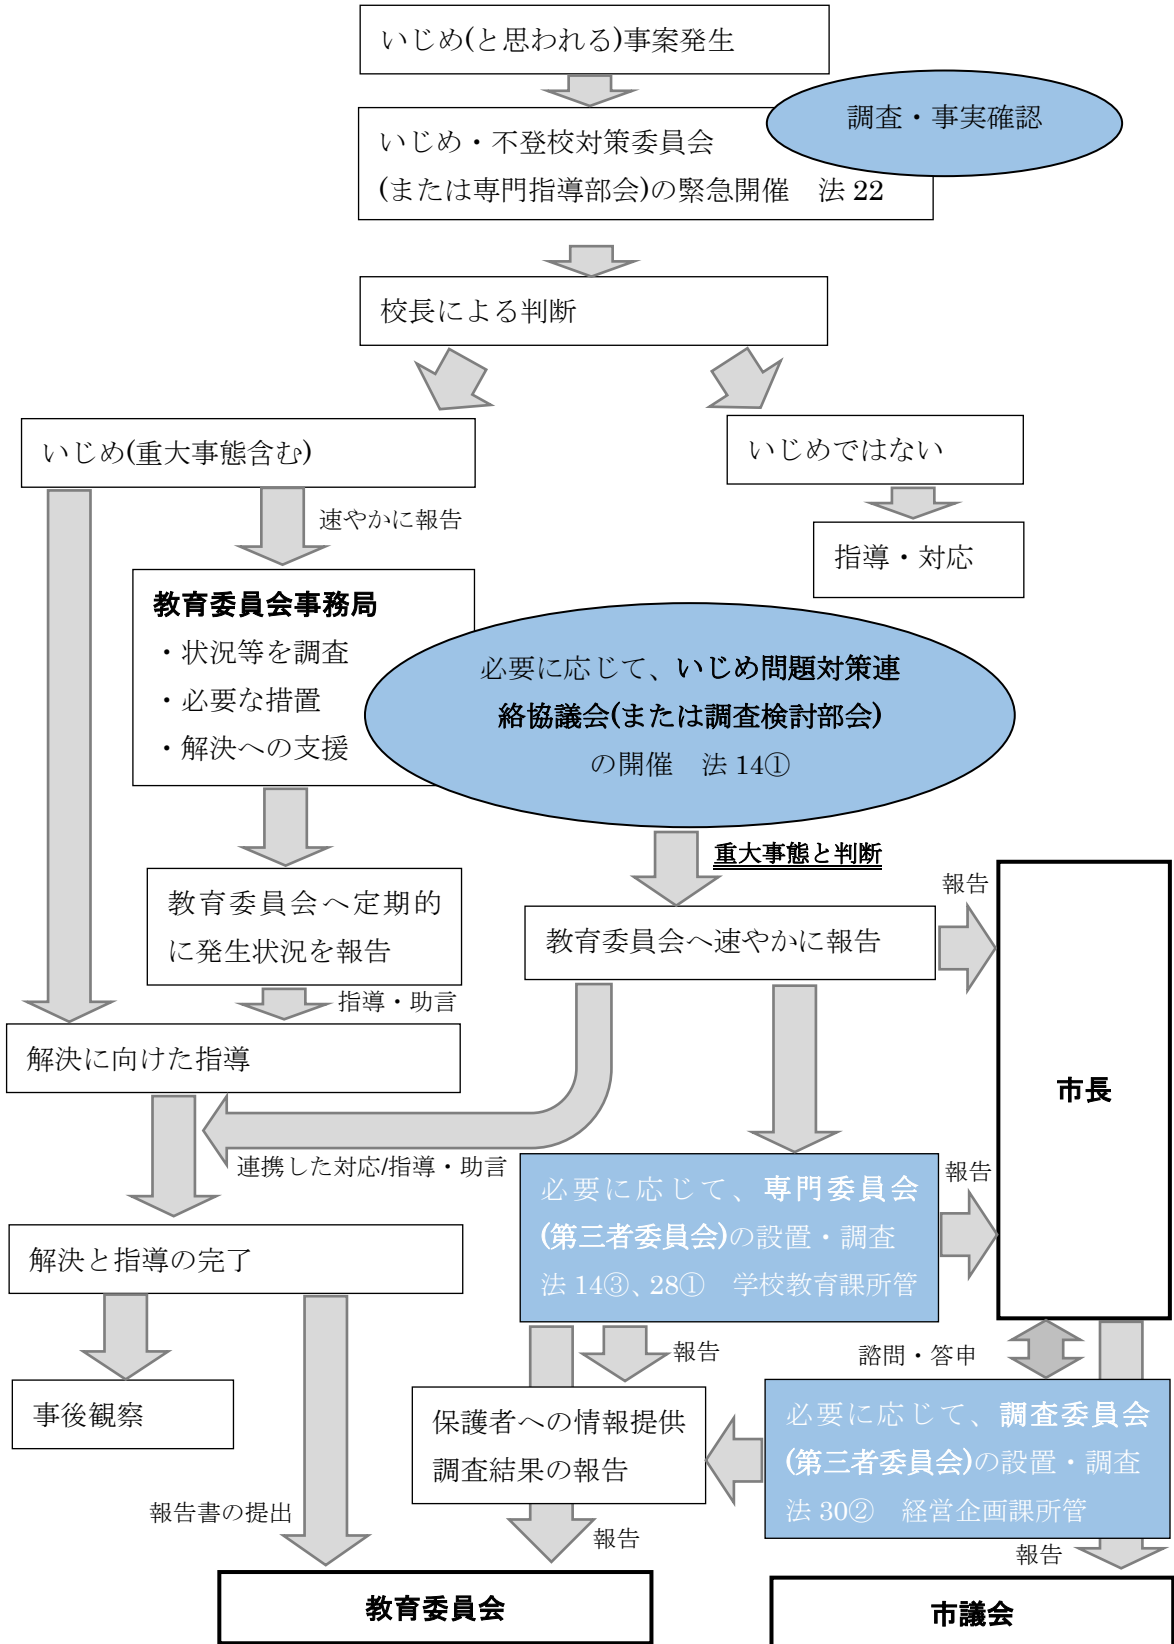 いじめ(と思われる)事案発生
調査・事実確認
いじめ・不登校対策委員会
(または専門指導部会)の緊急開催　法 22
校長による判断
いじめ(重大事態含む)
いじめではない
速やかに報告
指導・対応
教育委員会事務局
・状況等を調査
・必要な措置
・解決への支援
必要に応じて、いじめ問題対策連
絡協議会(または調査検討部会)
の開催　法 14①
重大事態と判断
教育委員会へ定期的
に発生状況を報告
教育委員会へ速やかに報告
報告
指導・助言
解決に向けた指導
市長
連携した対応/指導・助言
必要に応じて、専門委員会
(第三者委員会)の設置・調査
法 14③、28①　学校教育課所管
報告
解決と指導の完了
報告
諮問・答申
事後観察
保護者への情報提供
調査結果の報告
必要に応じて、調査委員会
(第三者委員会)の設置・調査
法 30②　経営企画課所管
報告書の提出
報告
報告
教育委員会
市議会